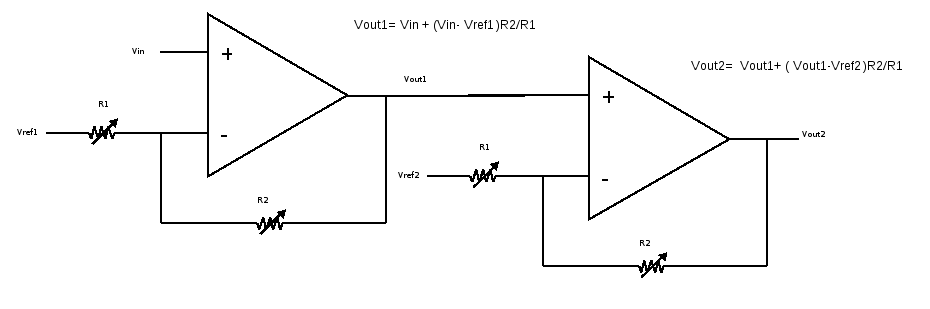 Vout1= Vin + (Vin- Vref1)R2/R1
Vin
+
Vout1
R1
Vref1
-
R2
Vout2=  Vout1+ ( Vout1-Vref2)R2/R1
+
R1
Vout2
Vref2
-
R2